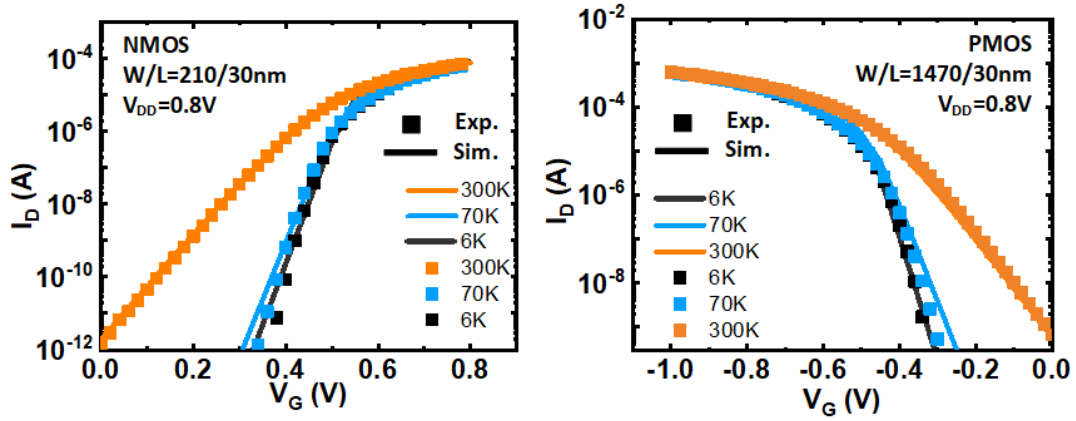 NMOS
W/L=210/30nm
V_DD=0.8V
Exp.
Sim.
300K
70K
6K
300K
70K
6K
10⁻⁴
10⁻⁶
10⁻⁸
10⁻¹⁰
10⁻¹²
I_D (A)
0.0 0.2 0.4 0.6 0.8
V_G (V)
PMOS
W/L=1470/30nm
V_DD=0.8V
Exp.
Sim.
6K
70K
300K
6K
70K
300K
10⁻²
10⁻⁴
10⁻⁶
10⁻⁸
I_D (A)
-1.0 -0.8 -0.6 -0.4 -0.2 0.0
V_G (V)